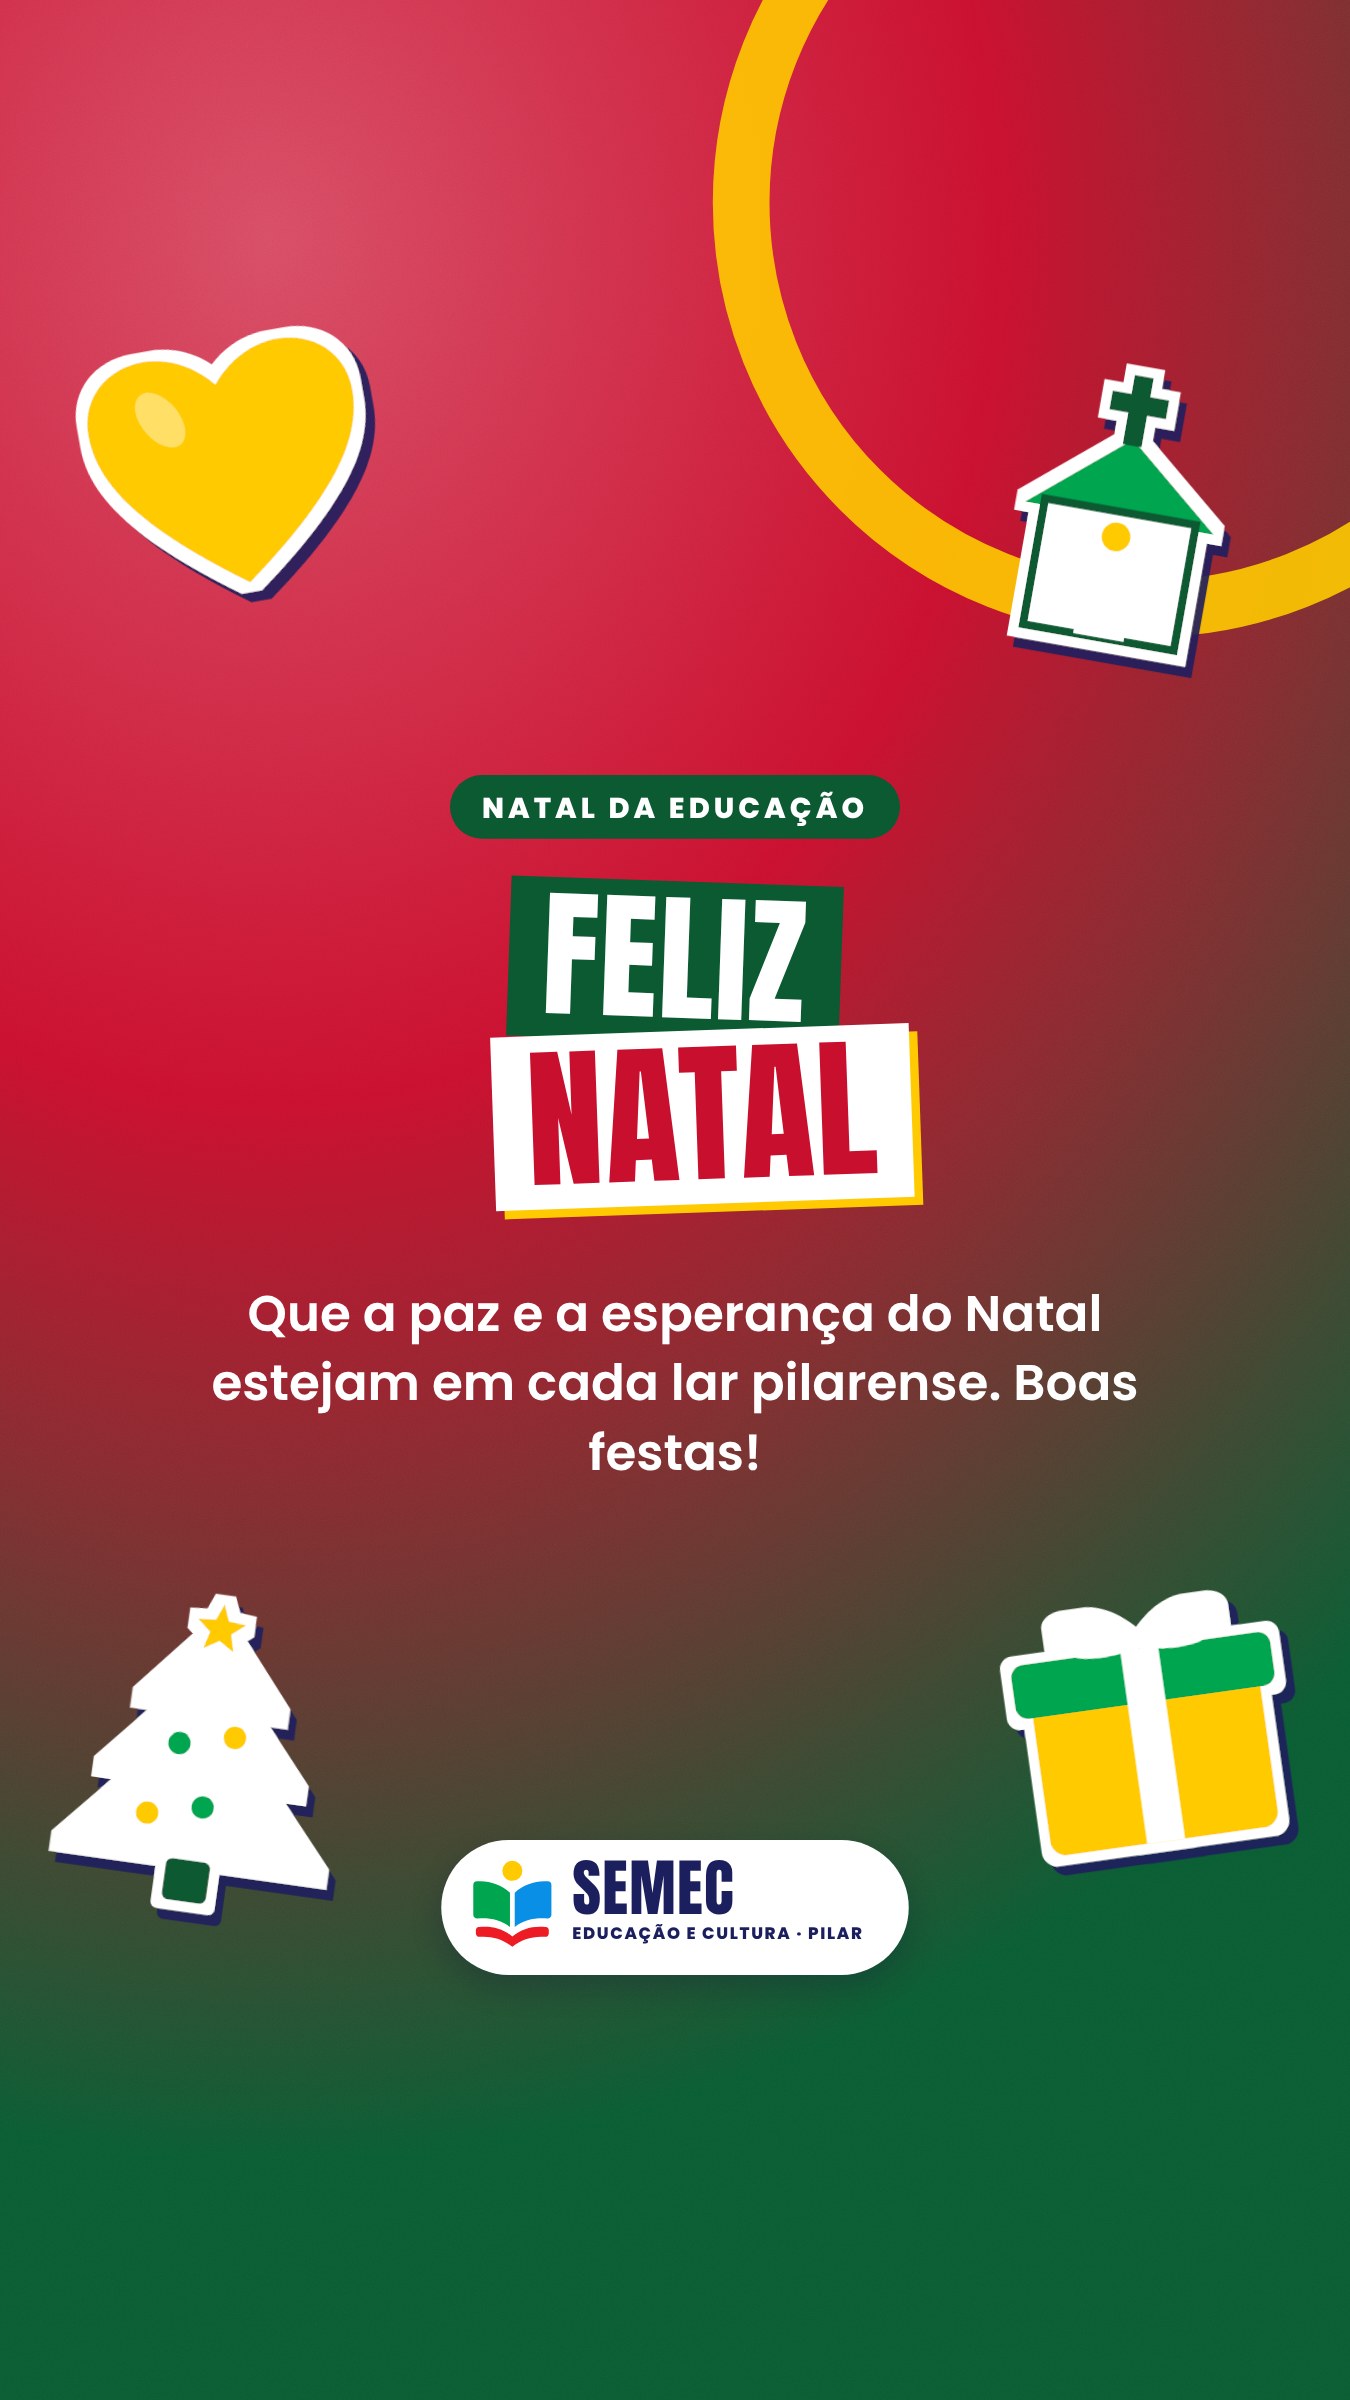 NATAL DA EDUCAÇÃO
FELIZ
NATAL
Que a paz e a esperança do Natal
estejam em cada lar pilarense. Boas
festas!
SEMEC
EDUCAÇÃO E CULTURA · PILAR